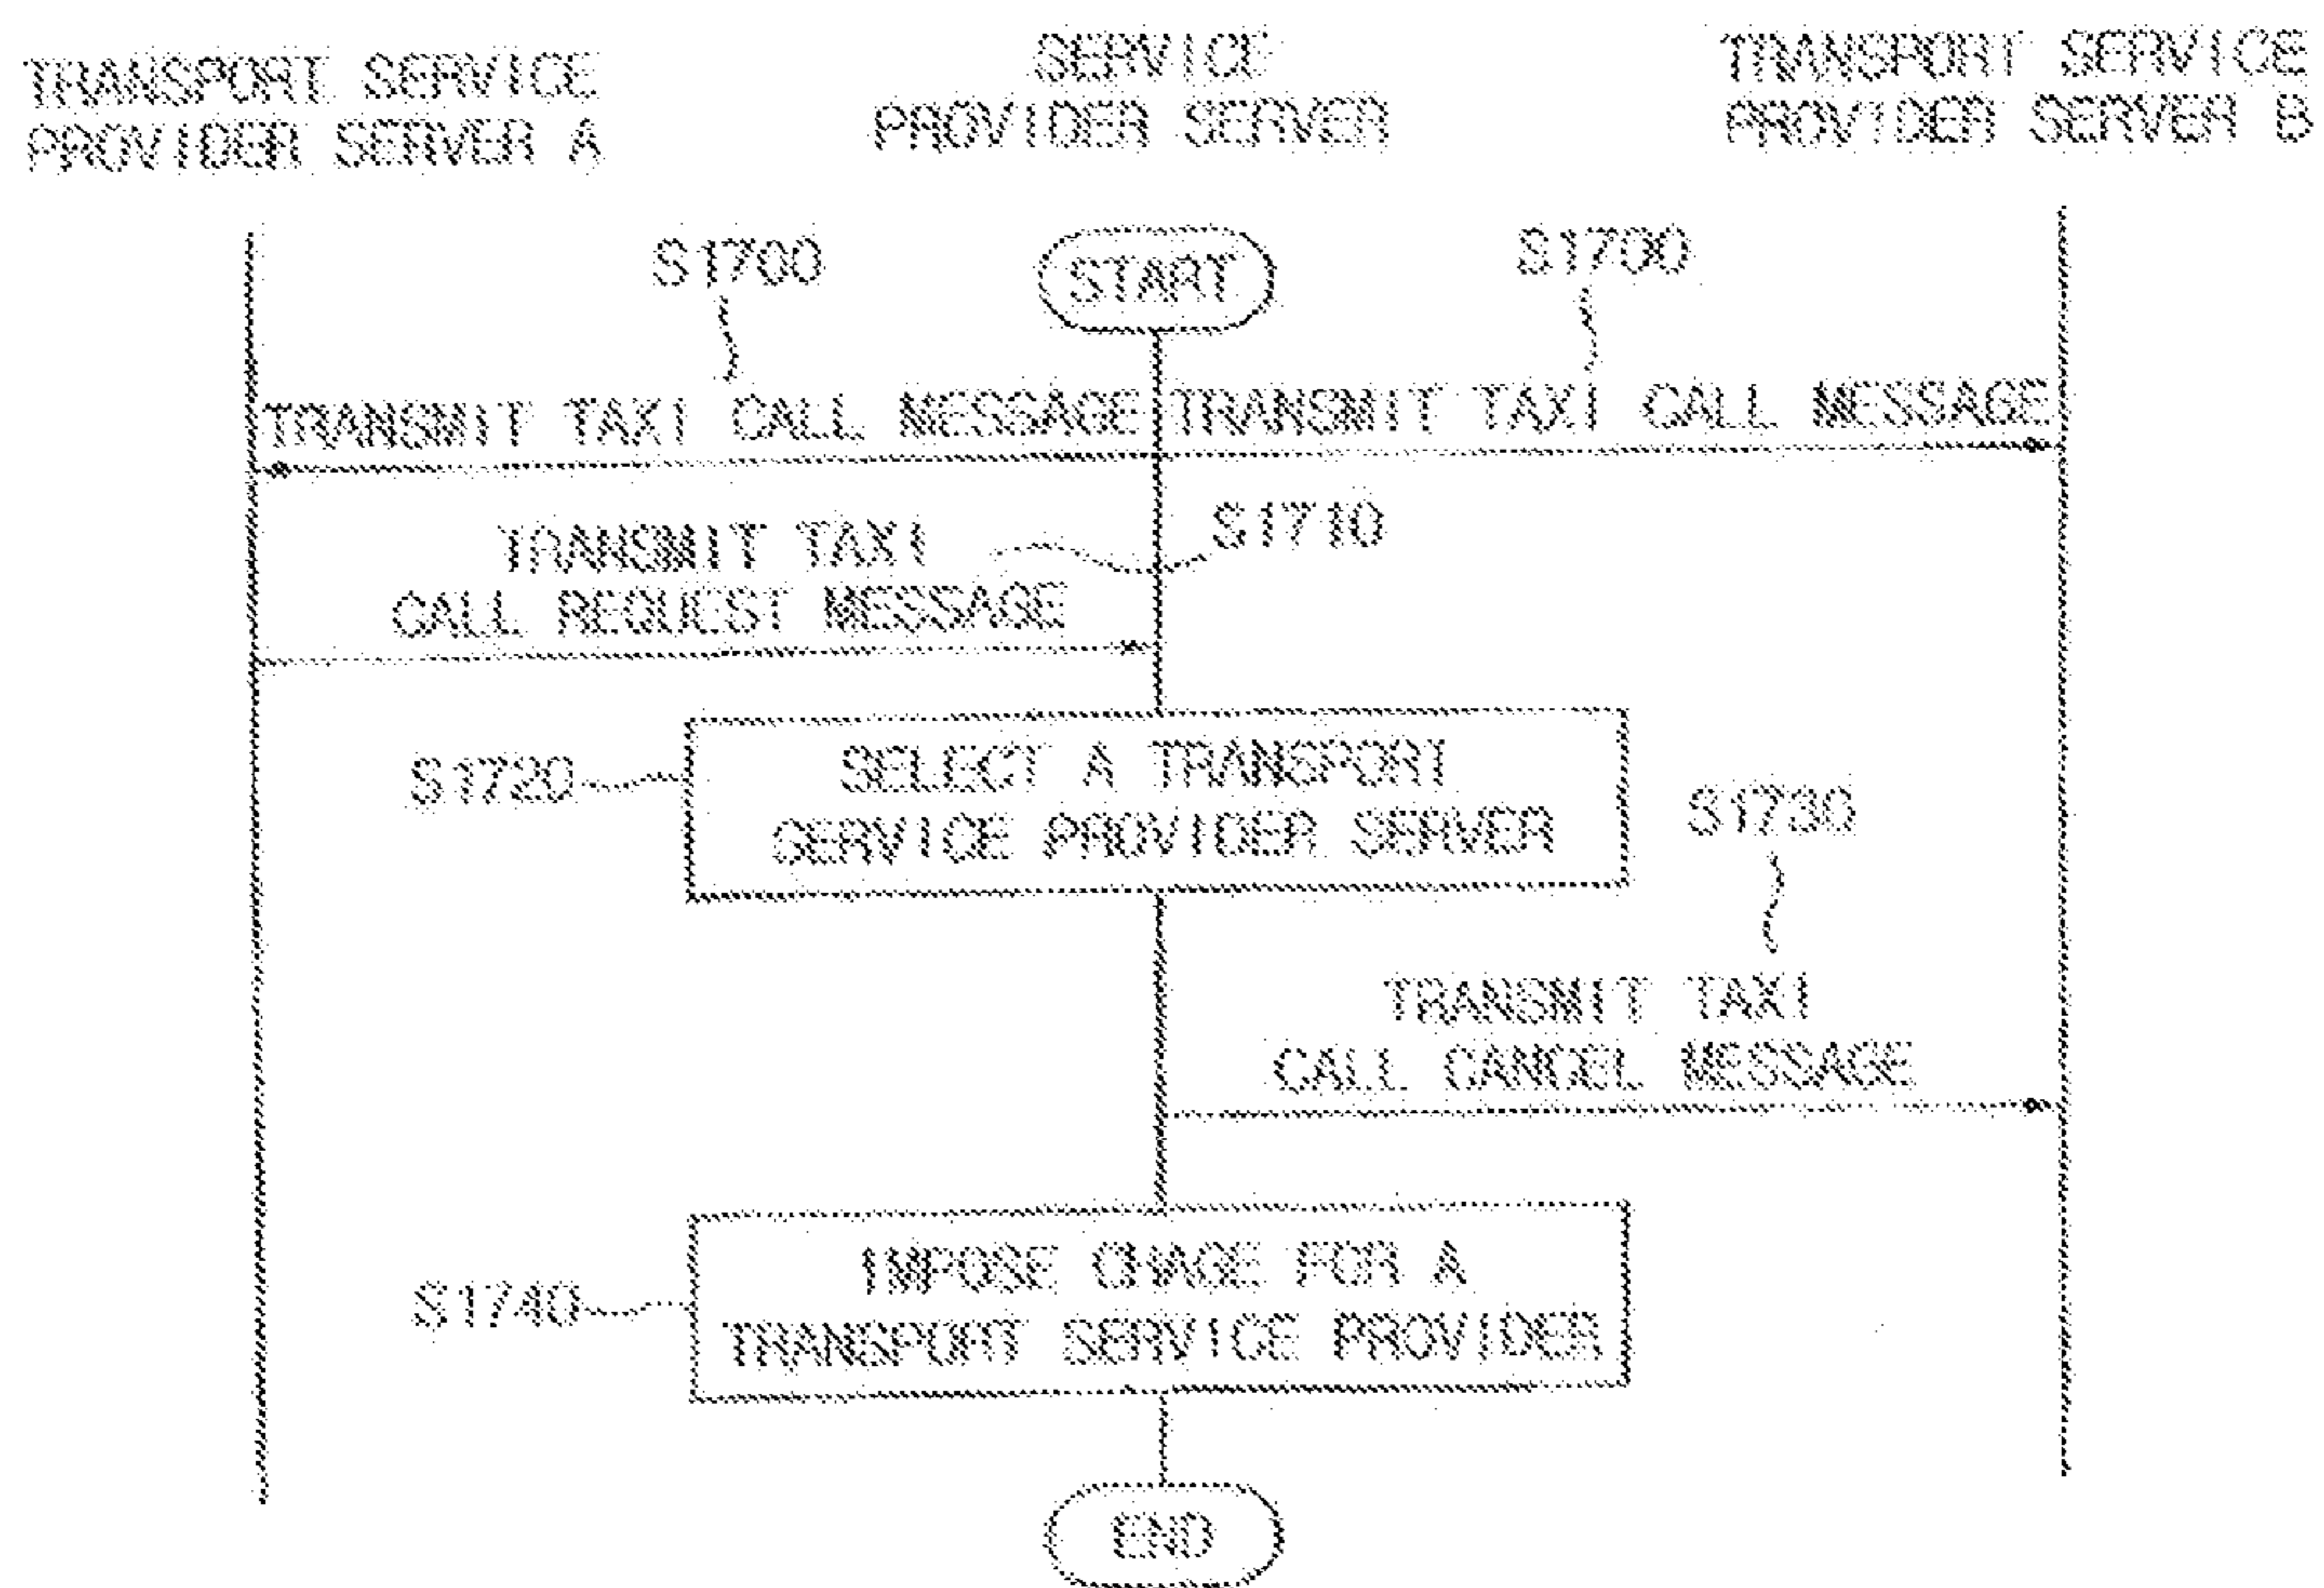 TRANSPORT SERVICE
PROVIDER SERVER A
SERVICE
PROVIDER SERVER
TRANSPORT SERVICE
PROVIDER SERVER B
S1700
START
S1700
TRANSMIT TAXI CALL MESSAGE
TRANSMIT TAXI CALL MESSAGE
TRANSMIT TAXI
CALL REQUEST MESSAGE
S1710
S1720
SELECT A TRANSPORT
SERVICE PROVIDER SERVER
S1730
TRANSMIT TAXI
CALL CANCEL MESSAGE
S1740
IMPOSE CHAGE FOR A
TRANSPORT SERVICE PROVIDER
END